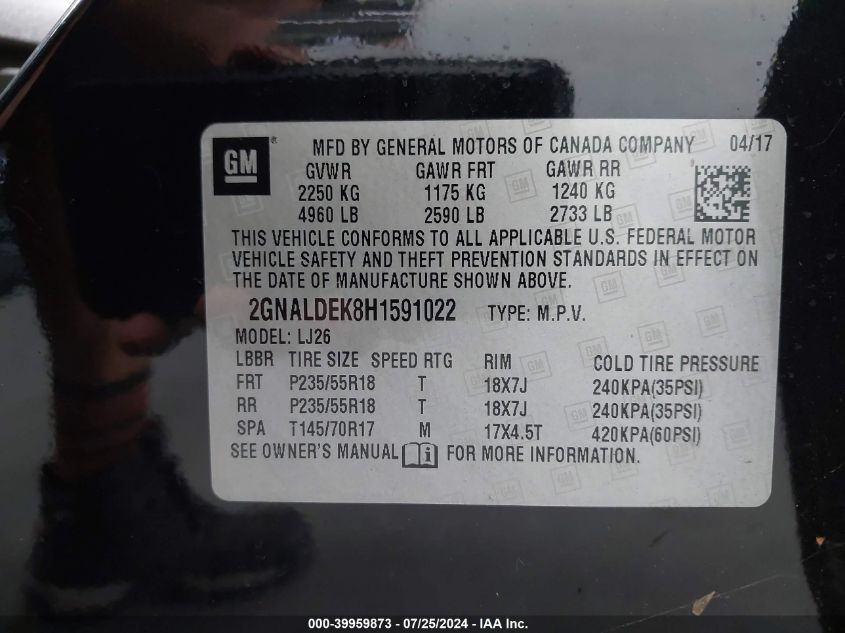 GM
MFD BY GENERAL MOTORS OF CANADA COMPANY 04/17
GVWR GAWR FRT GAWR RR
2250 KG 1175 KG 1240 KG
4960 LB 2590 LB 2733 LB
THIS VEHICLE CONFORMS TO ALL APPLICABLE U.S. FEDERAL MOTOR
VEHICLE SAFETY AND THEFT PREVENTION STANDARDS IN EFFECT ON
THE DATE OF MANUFACTURE SHOWN ABOVE.
2GNALDEK8H1591022 TYPE: M.P.V.
MODEL: LJ26
LBBR TIRE SIZE SPEED RTG RIM COLD TIRE PRESSURE
FRT P235/55R18 T 18X7J 240KPA(35PSI)
RR P235/55R18 T 18X7J 240KPA(35PSI)
SPA T145/70R17 M 17X4.5T 420KPA(60PSI)
SEE OWNER'S MANUAL i FOR MORE INFORMATION.
000-39959873 - 07/25/2024 - IAA Inc.